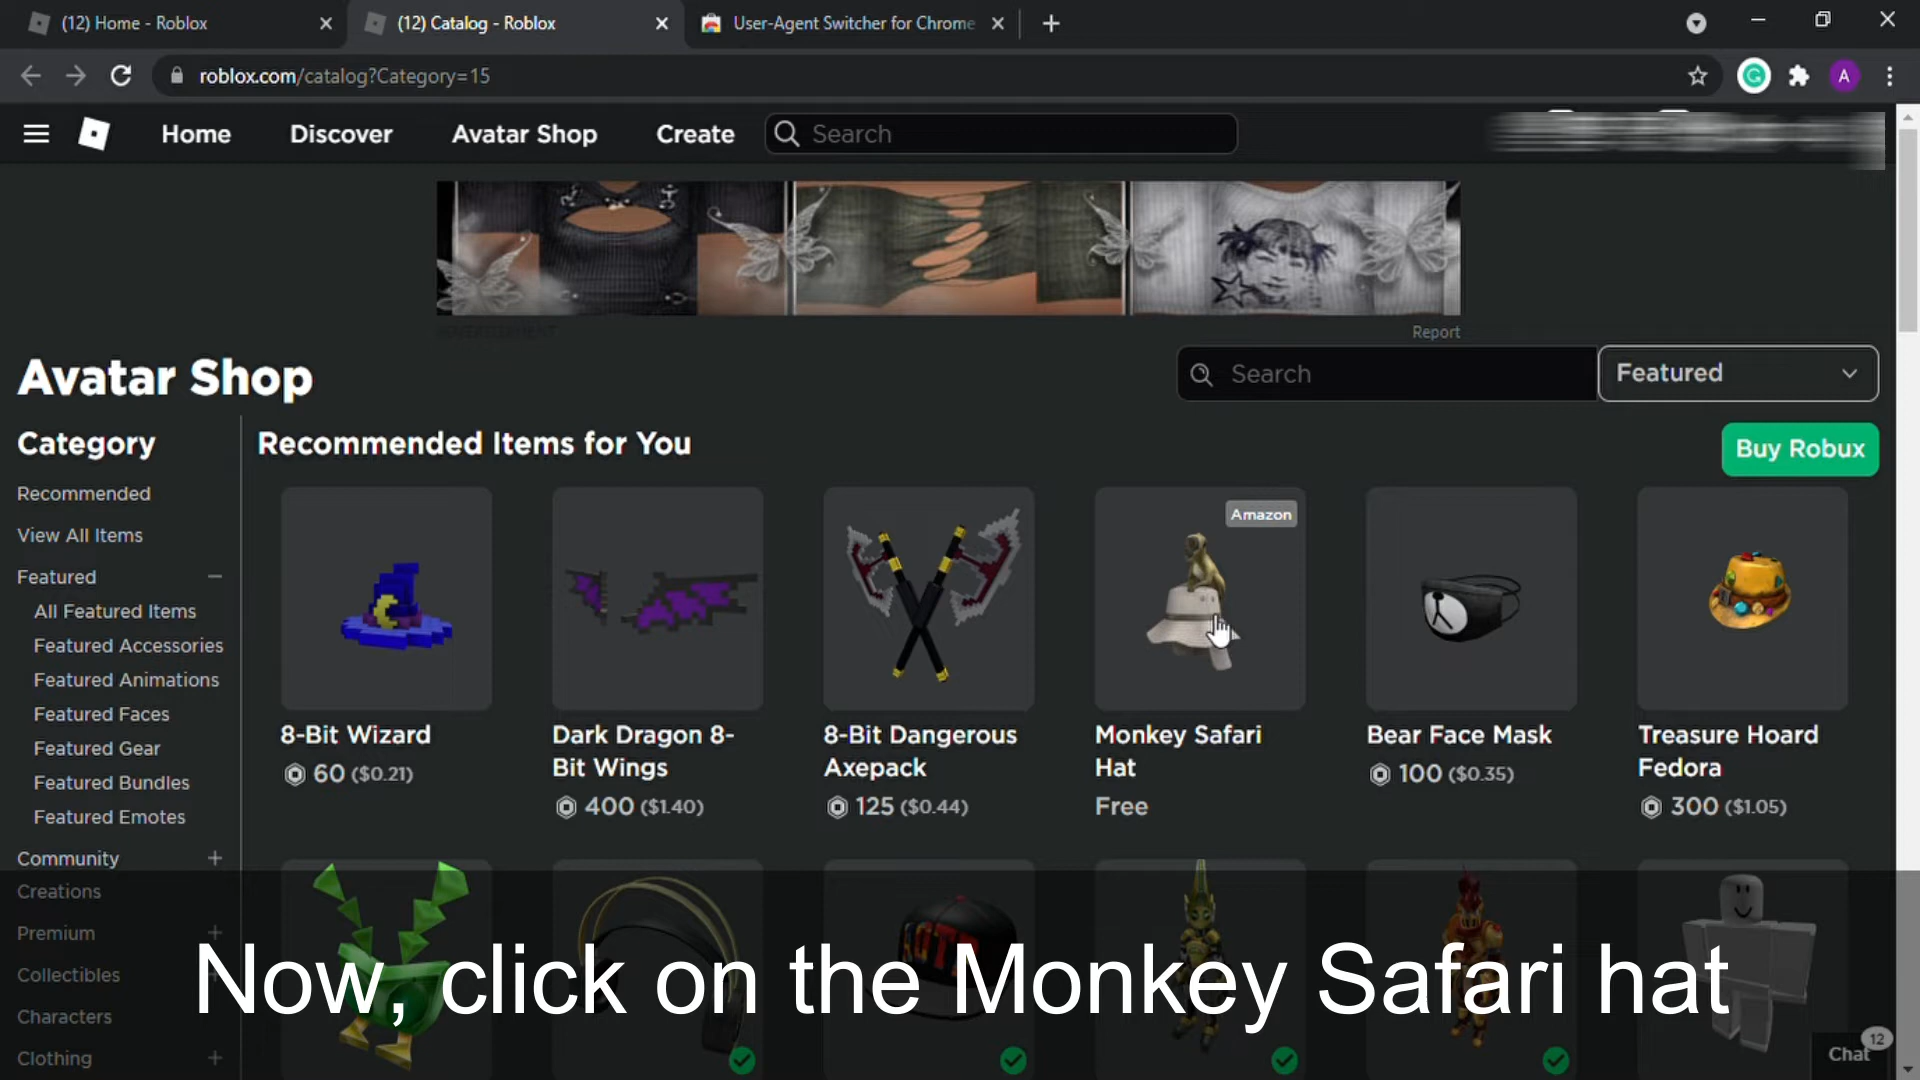 (12) Home - Roblox
(12) Catalog - Roblox
User-Agent Switcher for Chrome
roblox.com/catalog?Category=15
A
Home
Discover
Avatar Shop
Create
Search
ADVERTISEMENT
Report
Avatar Shop
Search
Featured
Category
Recommended Items for You
Buy Robux
Recommended
View All Items
Featured
All Featured Items
Featured Accessories
Featured Animations
Featured Faces
Featured Gear
Featured Bundles
Featured Emotes
Community
Creations
Premium
Collectibles
Characters
Clothing
Amazon
8-Bit Wizard
60 ($0.21)
Dark Dragon 8-
Bit Wings
400 ($1.40)
8-Bit Dangerous
Axepack
125 ($0.44)
Monkey Safari
Hat
Free
Bear Face Mask
100 ($0.35)
Treasure Hoard
Fedora
300 ($1.05)
Now, click on the Monkey Safari hat
Chat
12